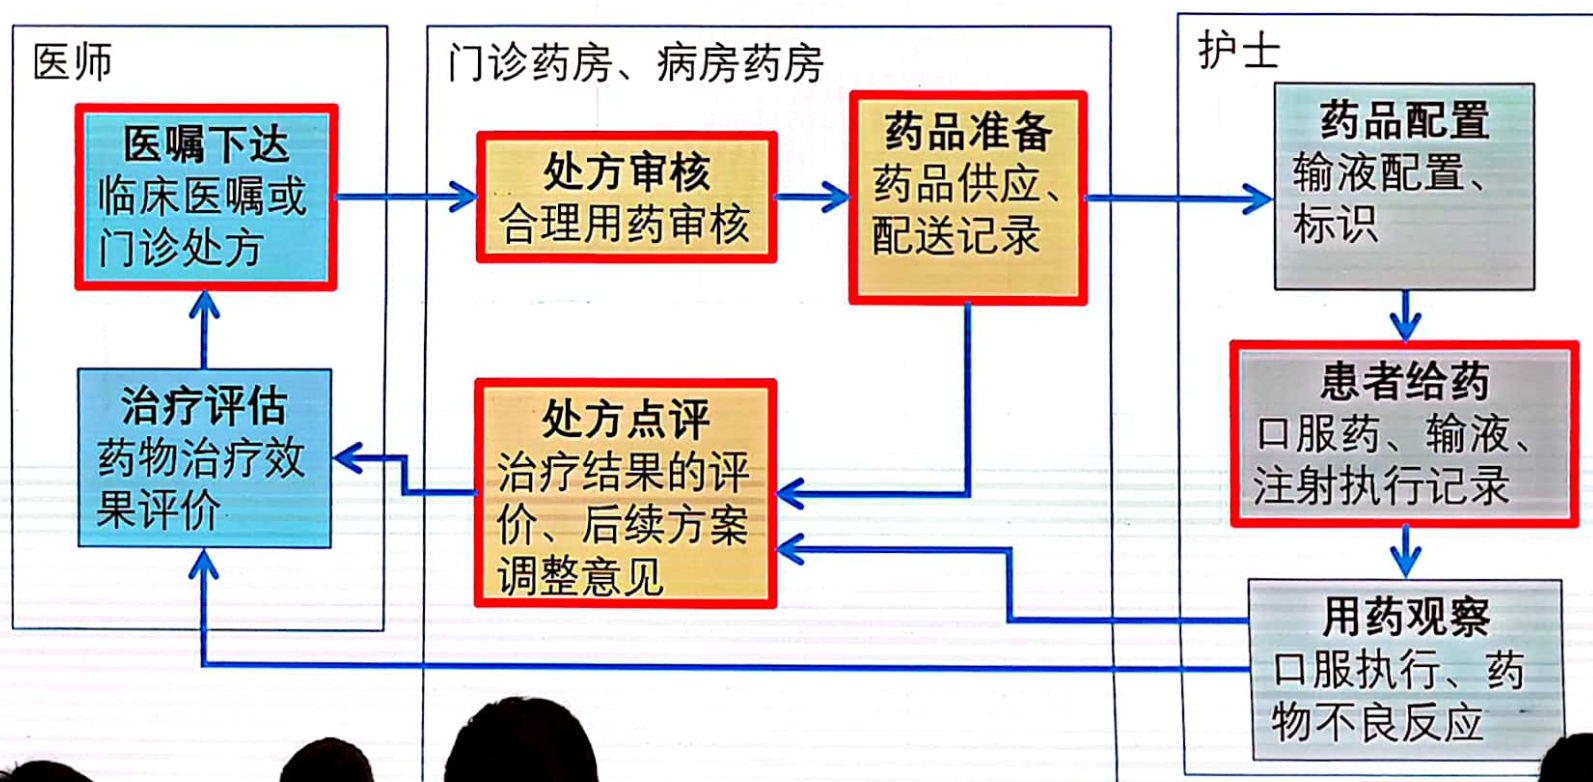 医师
医嘱下达
临床医嘱或
门诊处方
治疗评估
药物治疗效
果评价
门诊药房、病房药房
处方审核
合理用药审核
药品准备
药品供应、
配送记录
处方点评
治疗结果的评
价、后续方案
调整意见
护士
药品配置
输液配置、
标识
患者给药
口服药、输液、
注射执行记录
用药观察
口服执行、药
物不良反应